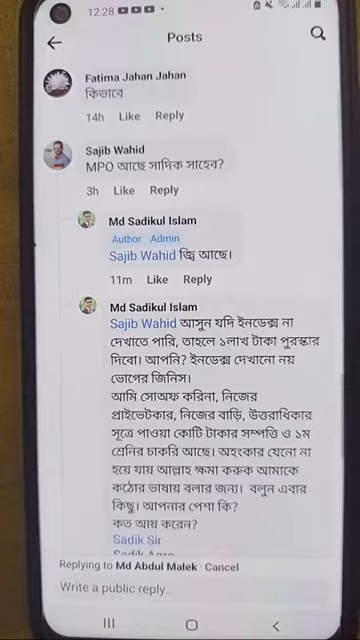 12:28
Posts
Fatima Jahan Jahan
কিভাবে
14h Like Reply
Sajib Wahid
MPO আছে সাদিক সাহেব?
3h Like Reply
Md Sadikul Islam
Author Admin
Sajib Wahid জ্বি আছে।
11m Like Reply
Md Sadikul Islam
Sajib Wahid আসুন যদি ইনডেক্স না
দেখাতে পারি, তাহলে ১লাখ টাকা পুরস্কার
দিবো। আপনি? ইনডেক্স দেখানো নয়
ভোগের জিনিস।
আমি সোঅফ করিনা, নিজের
প্রাইভেটকার, নিজের বাড়ি, উত্তরাধিকার
সূত্রে পাওয়া কোটি টাকার সম্পত্তি ও ১ম
শ্রেনির চাকরি আছে। অহংকার যেনো না
হয়ে যায় আল্লাহ ক্ষমা করুক আমাকে
কঠোর ভাষায় বলার জন্য। বলুন এবার
কিছু। আপনার পেশা কি?
কত আয় করেন?
Sadik Sir
Replying to Md Abdul Malek · Cancel
Write a public reply...